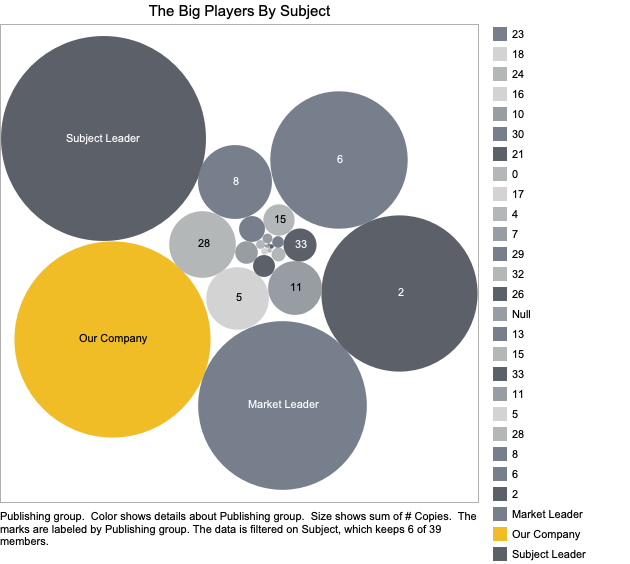 The Big Players By Subject
Subject Leader
6
8
15
28
33
2
11
5
Our Company
Market Leader
23
18
24
16
10
30
21
0
17
4
7
29
32
26
Null
13
15
33
11
5
28
8
6
2
Market Leader
Our Company
Subject Leader
Publishing group.  Color shows details about Publishing group.  Size shows sum of # Copies.  The
marks are labeled by Publishing group. The data is filtered on Subject, which keeps 6 of 39
members.